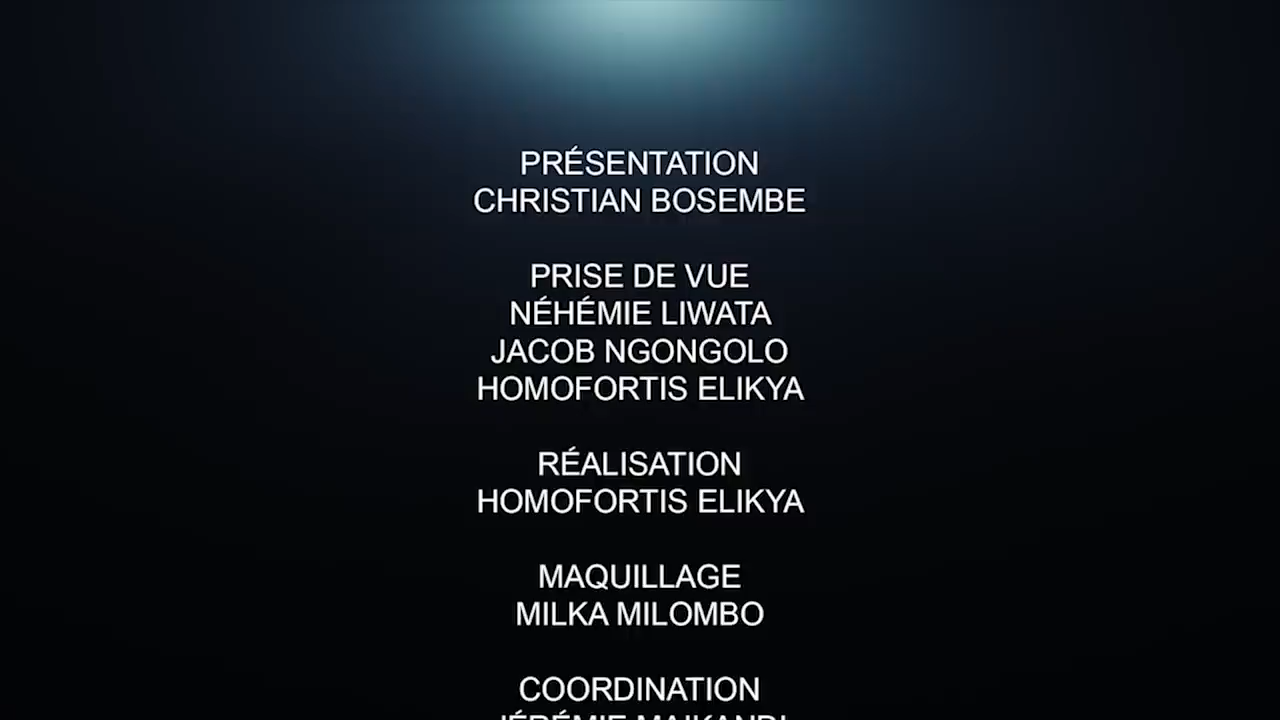 PRÉSENTATION
CHRISTIAN BOSEMBE
PRISE DE VUE
NÉHÉMIE LIWATA
JACOB NGONGOLO
HOMOFORTIS ELIKYA
RÉALISATION
HOMOFORTIS ELIKYA
MAQUILLAGE
MILKA MILOMBO
COORDINATION
JÉRÉMIE